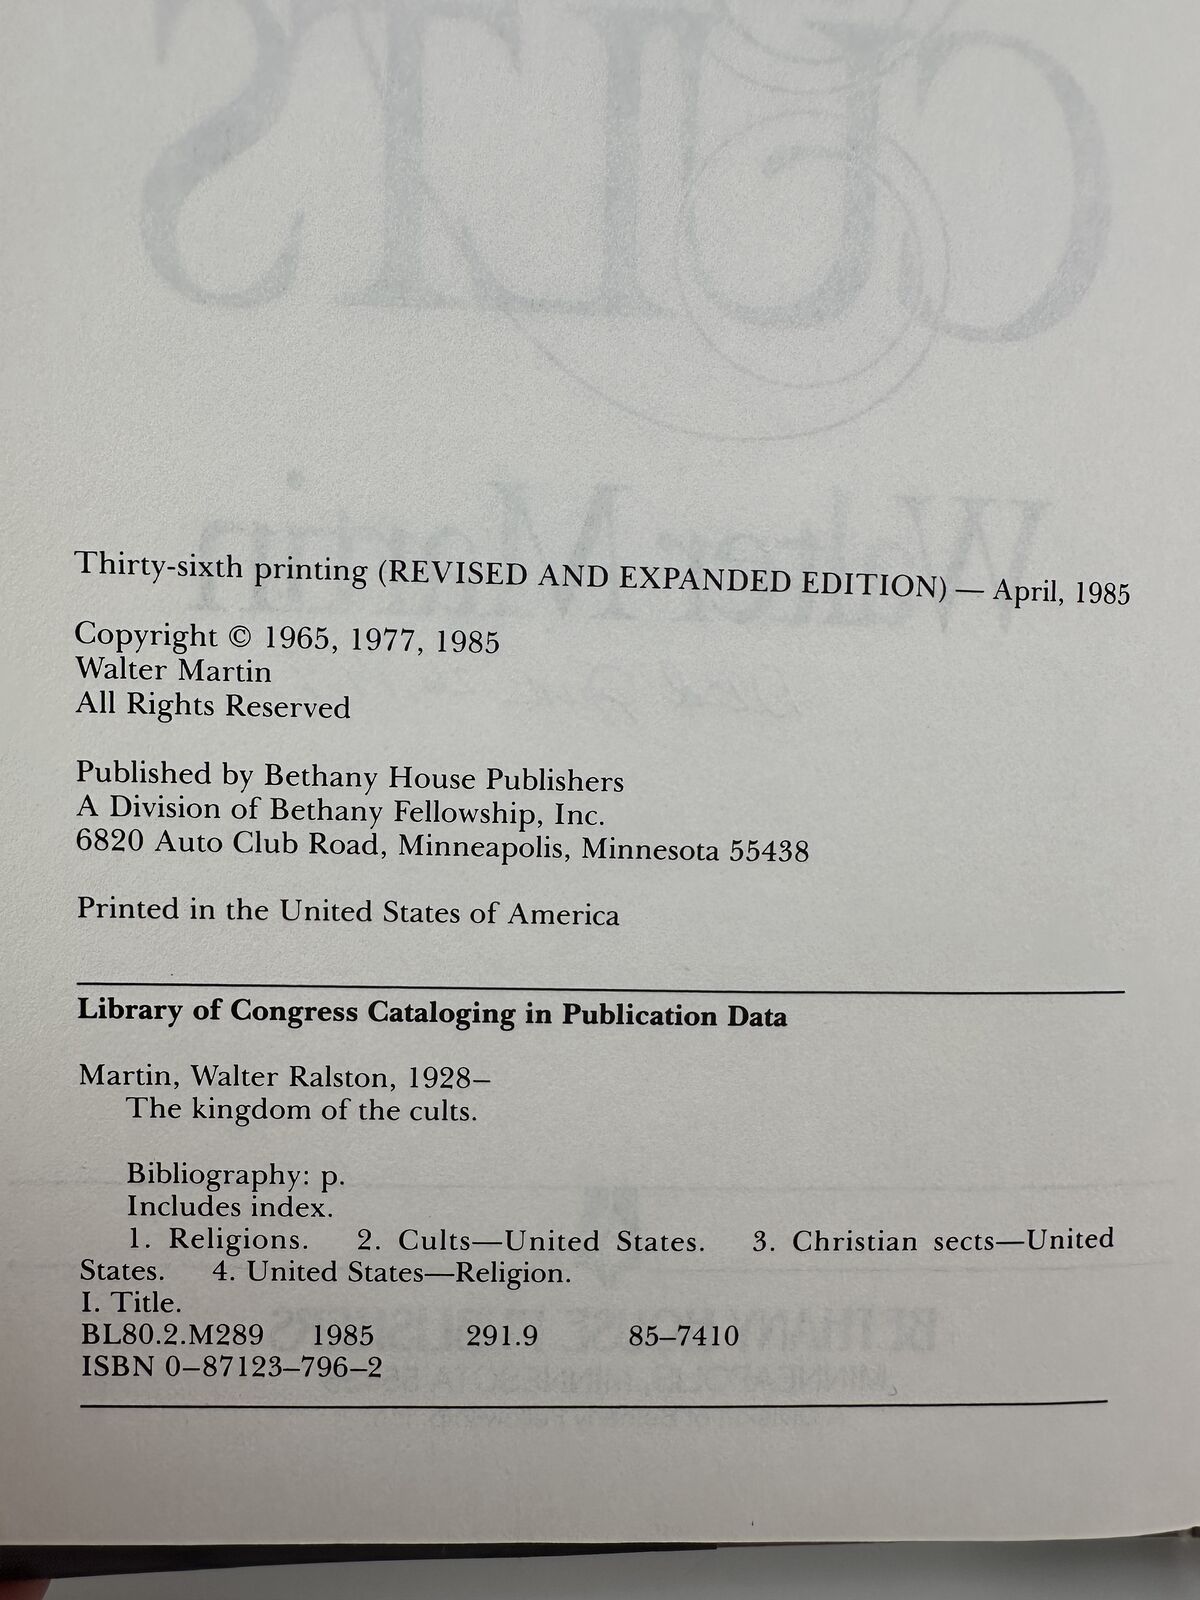 CULTS
Walter Martin
Thirty-sixth printing (REVISED AND EXPANDED EDITION) — April, 1985
Copyright © 1965, 1977, 1985
Walter Martin
All Rights Reserved
Published by Bethany House Publishers
A Division of Bethany Fellowship, Inc.
6820 Auto Club Road, Minneapolis, Minnesota 55438
Printed in the United States of America
Library of Congress Cataloging in Publication Data
Martin, Walter Ralston, 1928–
The kingdom of the cults.
Bibliography: p.
Includes index.
1. Religions. 2. Cults—United States. 3. Christian sects—United
States. 4. United States—Religion.
I. Title.
BL80.2.M289 1985 291.9 85–7410
ISBN 0–87123–796–2